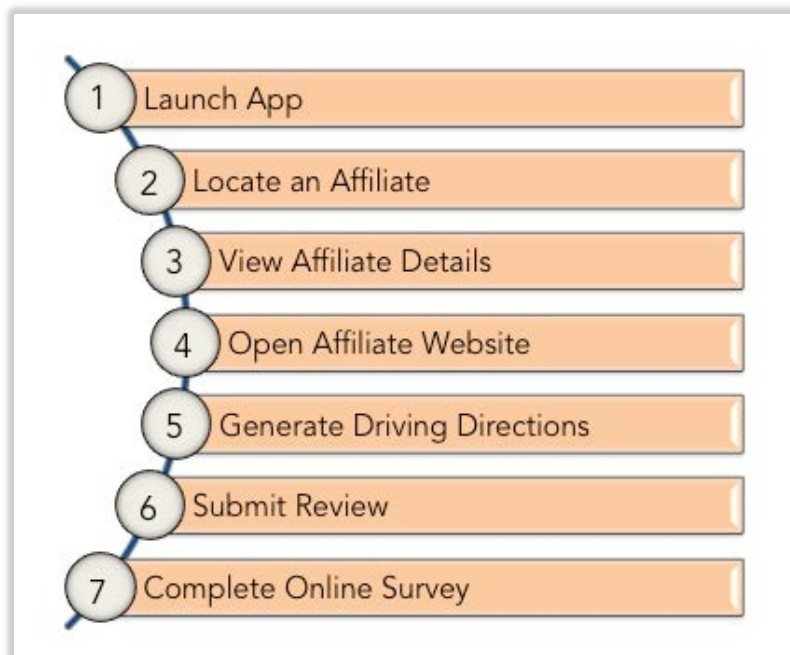 1 Launch App
2 Locate an Affiliate
3 View Affiliate Details
4 Open Affiliate Website
5 Generate Driving Directions
6 Submit Review
7 Complete Online Survey